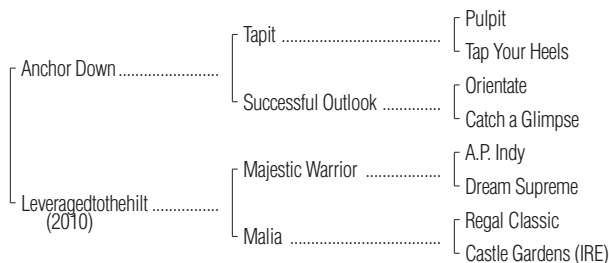 Pulpit
Tapit ...........................................
Tap Your Heels
Anchor Down ...........................
Orientate
Successful Outlook ................
Catch a Glimpse
A.P. Indy
Majestic Warrior ....................
Dream Supreme
Leveragedtothehilt ..................
(2010)
Regal Classic
Malia .........................................
Castle Gardens (IRE)